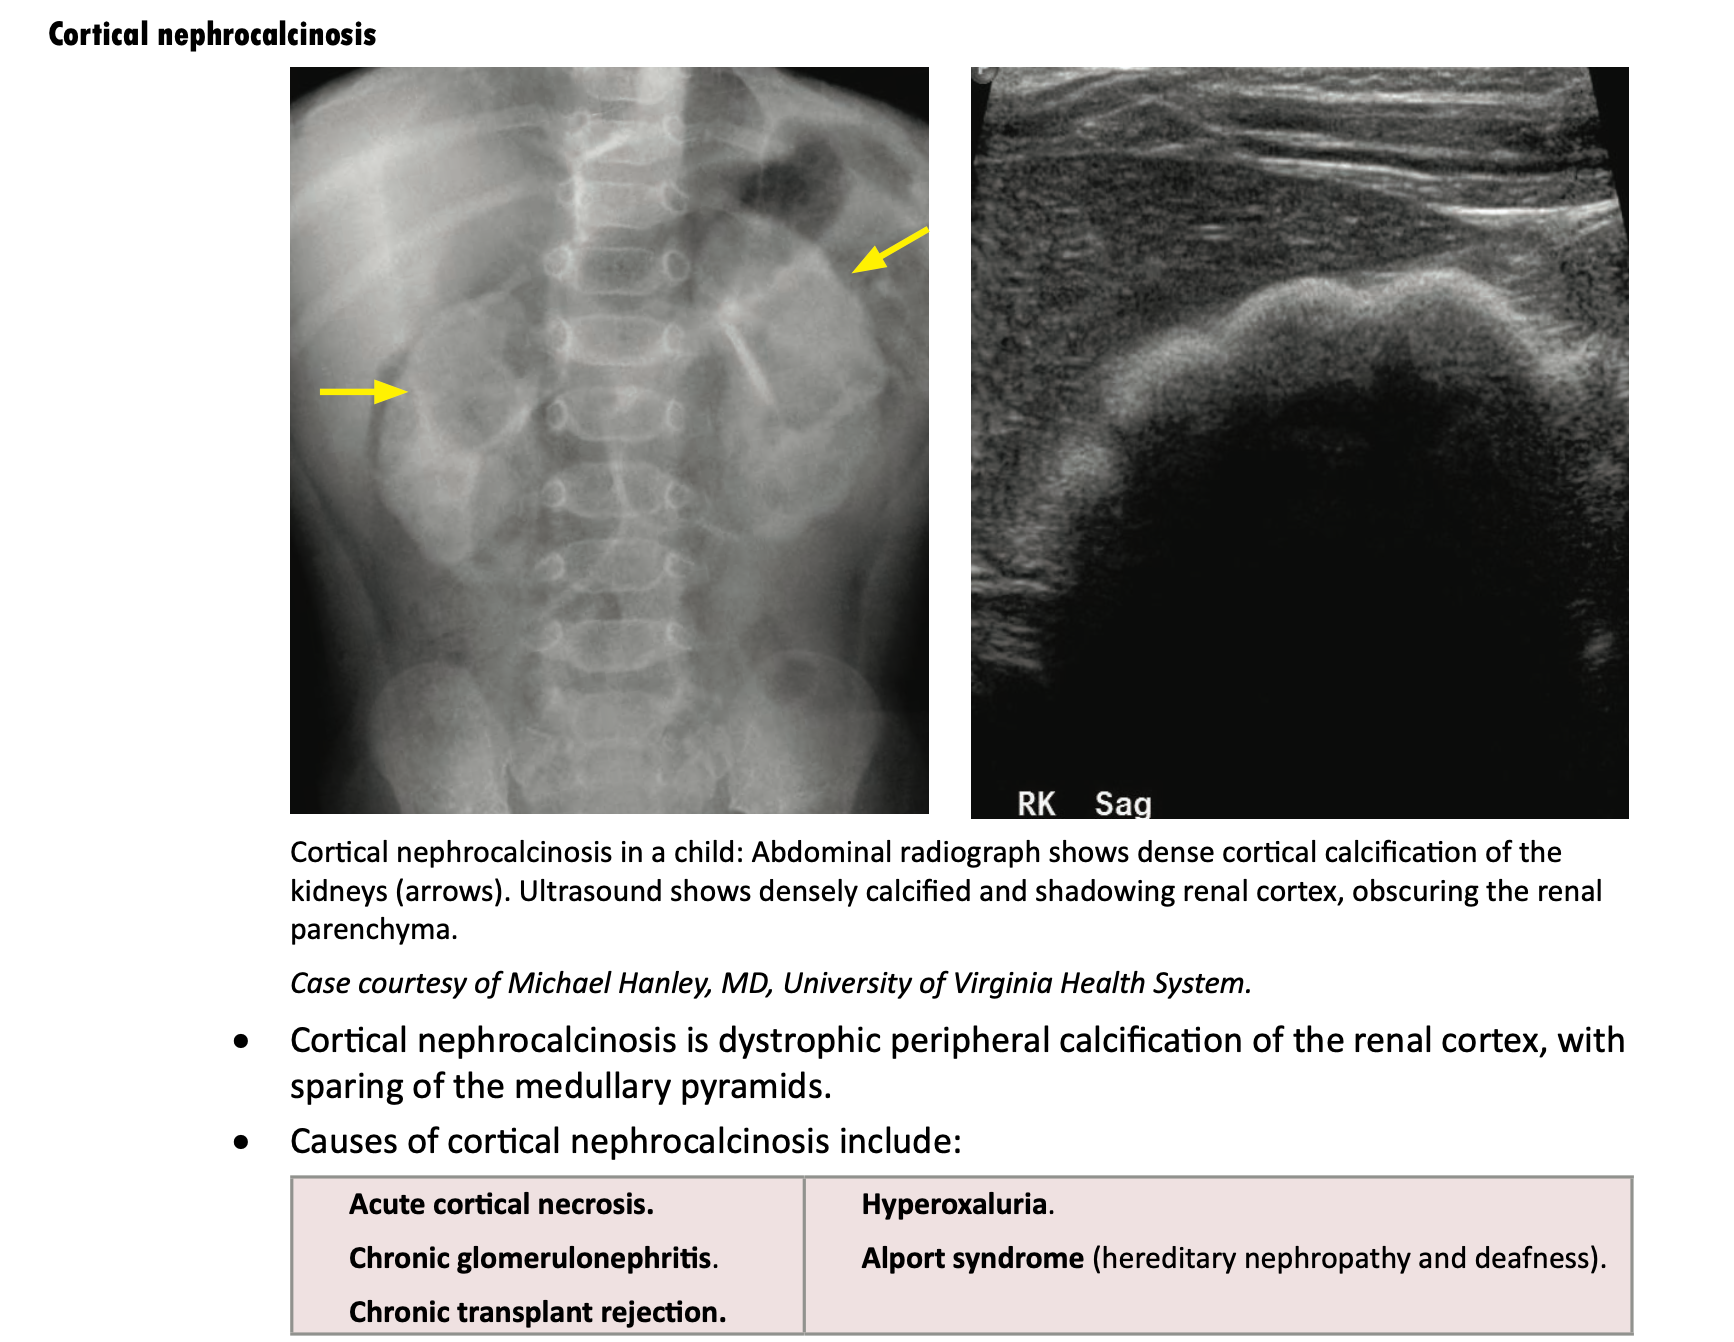 Cortical nephrocalcinosis
RK Sag
Cortical nephrocalcinosis in a child: Abdominal radiograph shows dense cortical calcification of the
kidneys (arrows). Ultrasound shows densely calcified and shadowing renal cortex, obscuring the renal
parenchyma.
Case courtesy of Michael Hanley, MD, University of Virginia Health System.
• Cortical nephrocalcinosis is dystrophic peripheral calcification of the renal cortex, with
sparing of the medullary pyramids.
• Causes of cortical nephrocalcinosis include:
Acute cortical necrosis.
Chronic glomerulonephritis.
Chronic transplant rejection.
Hyperoxaluria.
Alport syndrome (hereditary nephropathy and deafness).